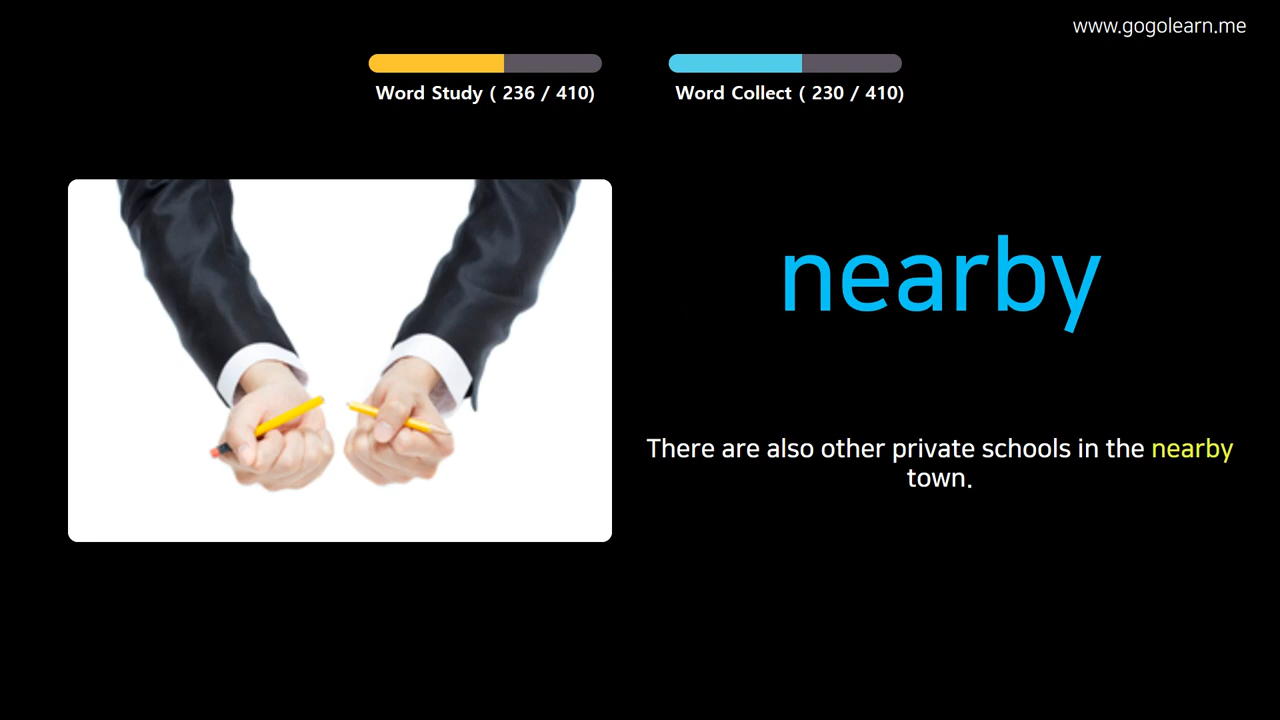 www.gogolearn.me
Word Study ( 236 / 410)
Word Collect ( 230 / 410)
nearby
There are also other private schools in the nearby
town.